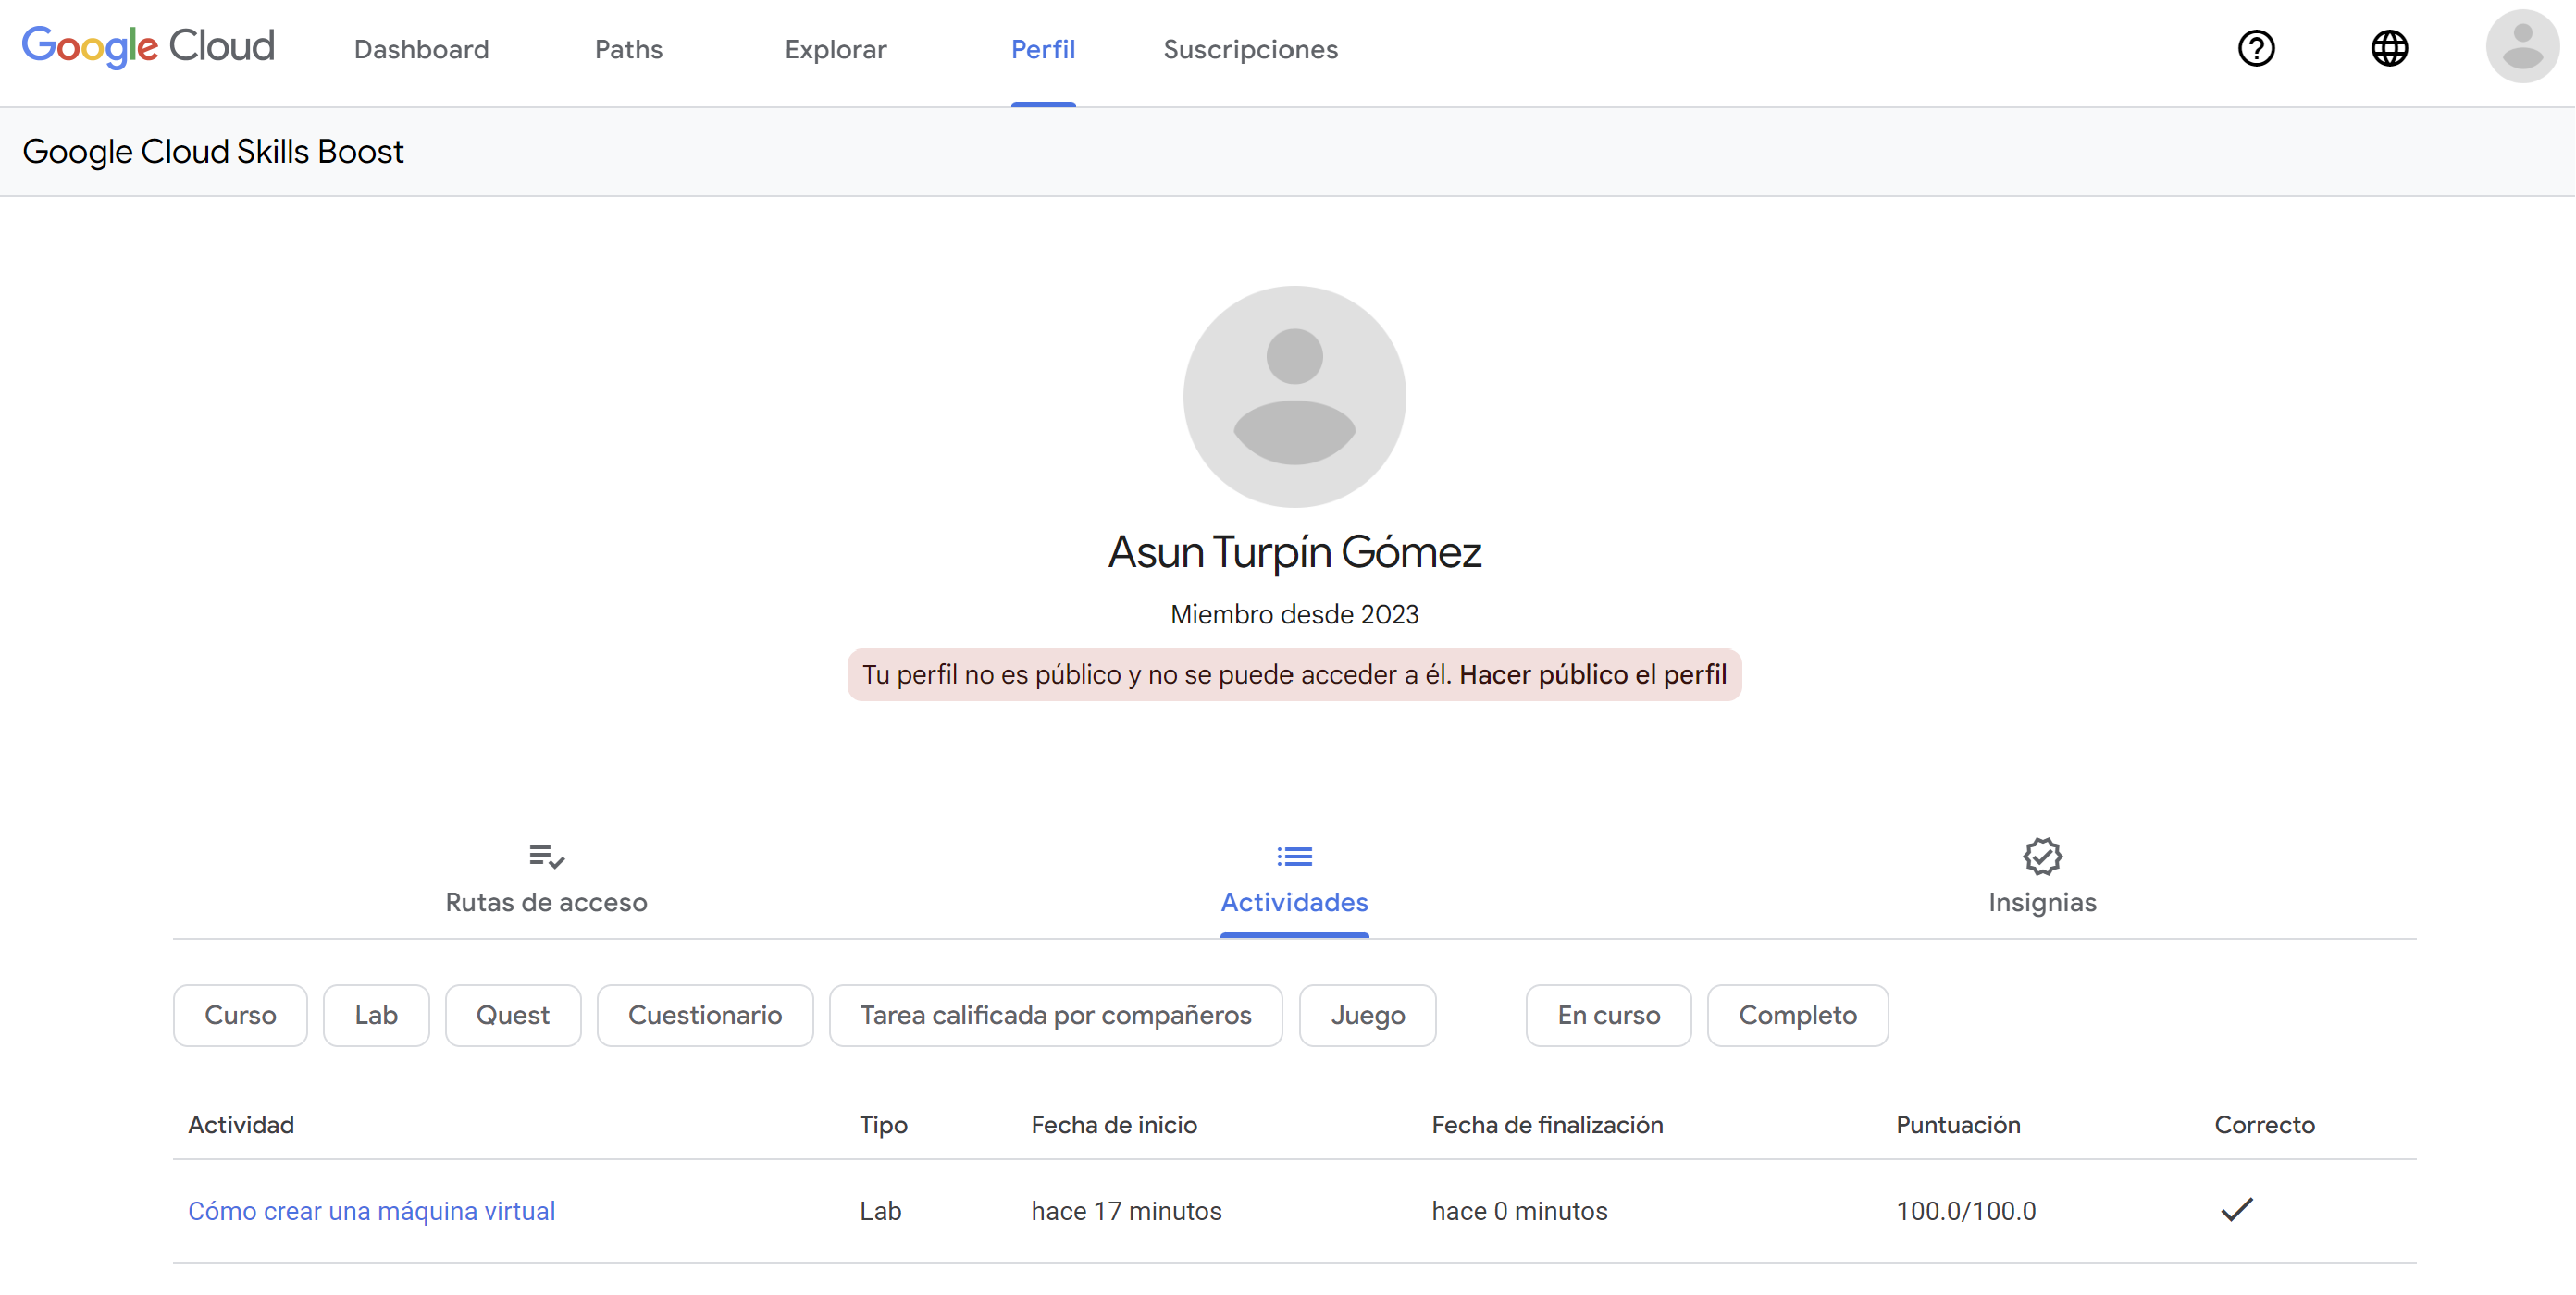 Google Cloud Dashboard Paths Explorar Perfil Suscripciones
Google Cloud Skills Boost
Asun Turpín Gómez
Miembro desde 2023
Tu perfil no es público y no se puede acceder a él. Hacer público el perfil
Rutas de acceso Actividades Insignias
Curso Lab Quest Cuestionario Tarea calificada por compañeros Juego En curso Completo
Actividad Tipo Fecha de inicio Fecha de finalización Puntuación Correcto
Cómo crear una máquina virtual Lab hace 17 minutos hace 0 minutos 100.0/100.0